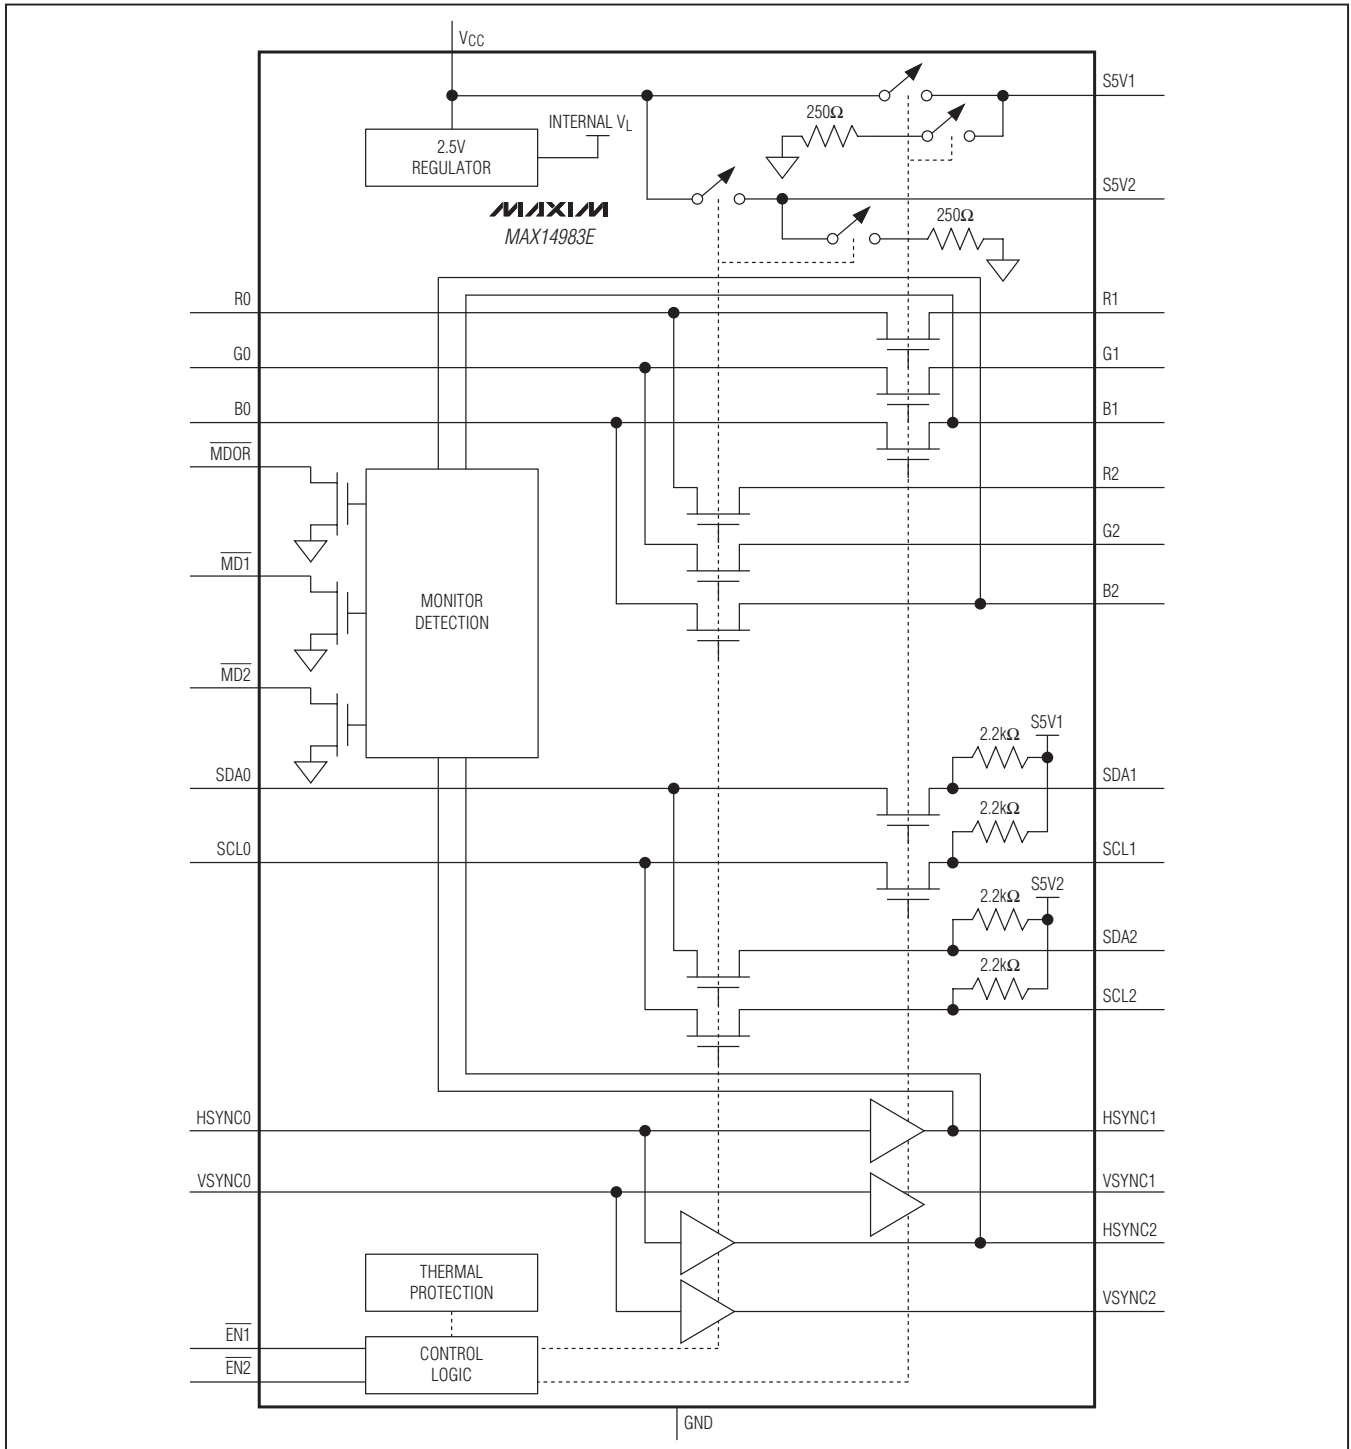 VCC
S5V1
250Ω
INTERNAL VL
2.5V
REGULATOR
S5V2
MAXIM
250Ω
MAX14983E
R0
R1
G0
G1
B0
B1
MDOR
R2
G2
MD1
B2
MONITOR
DETECTION
MD2
S5V1
2.2kΩ
SDA0
SDA1
2.2kΩ
SCL0
SCL1
S5V2
2.2kΩ
SDA2
2.2kΩ
SCL2
HSYNC0
HSYNC1
VSYNC0
VSYNC1
HSYNC2
THERMAL
PROTECTION
VSYNC2
EN1
CONTROL
LOGIC
EN2
GND